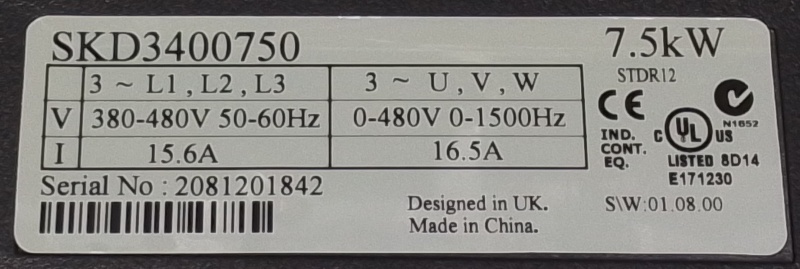 SKD3400750
7.5kW
3 ~ L1, L2, L3 3 ~ U, V, W
STDR12
V 380-480V 50-60Hz 0-480V 0-1500Hz
CE
N1652
I 15.6A 16.5A
IND.
CONT.
EQ.
C UL US
LISTED 8D14
E171230
Serial No : 2081201842
Designed in UK.
Made in China.
S\W:01.08.00